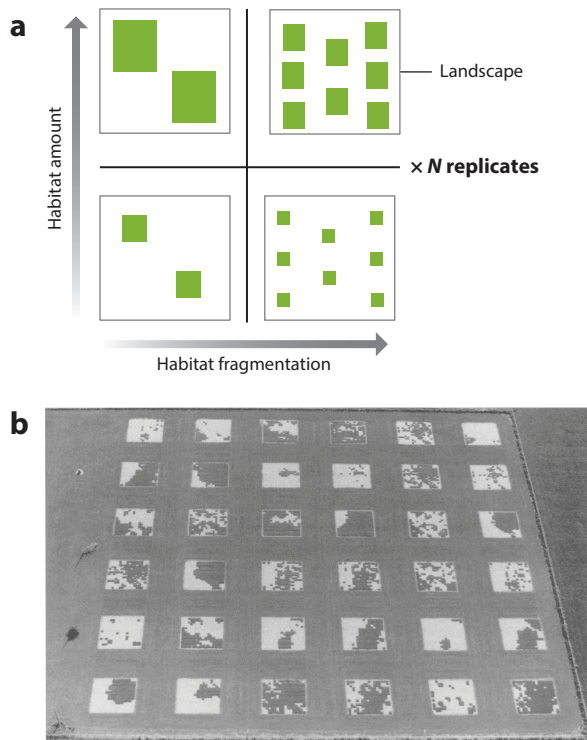 a
Habitat amount
Landscape
× N replicates
Habitat fragmentation
b